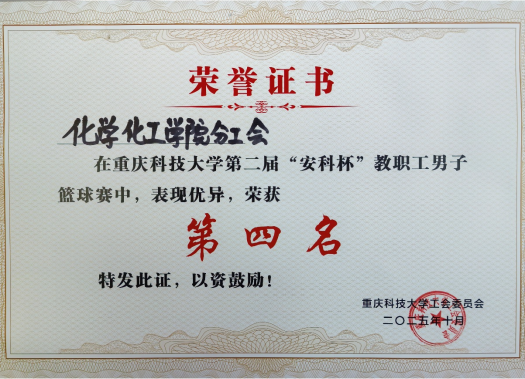 荣誉证书
化学化工学院分工会
在重庆科技大学第二届“安科杯”教职工男子
篮球赛中，表现优异，荣获
第四名
特发此证，以资鼓励！
重庆科技大学工会委员会
二〇二五年十月